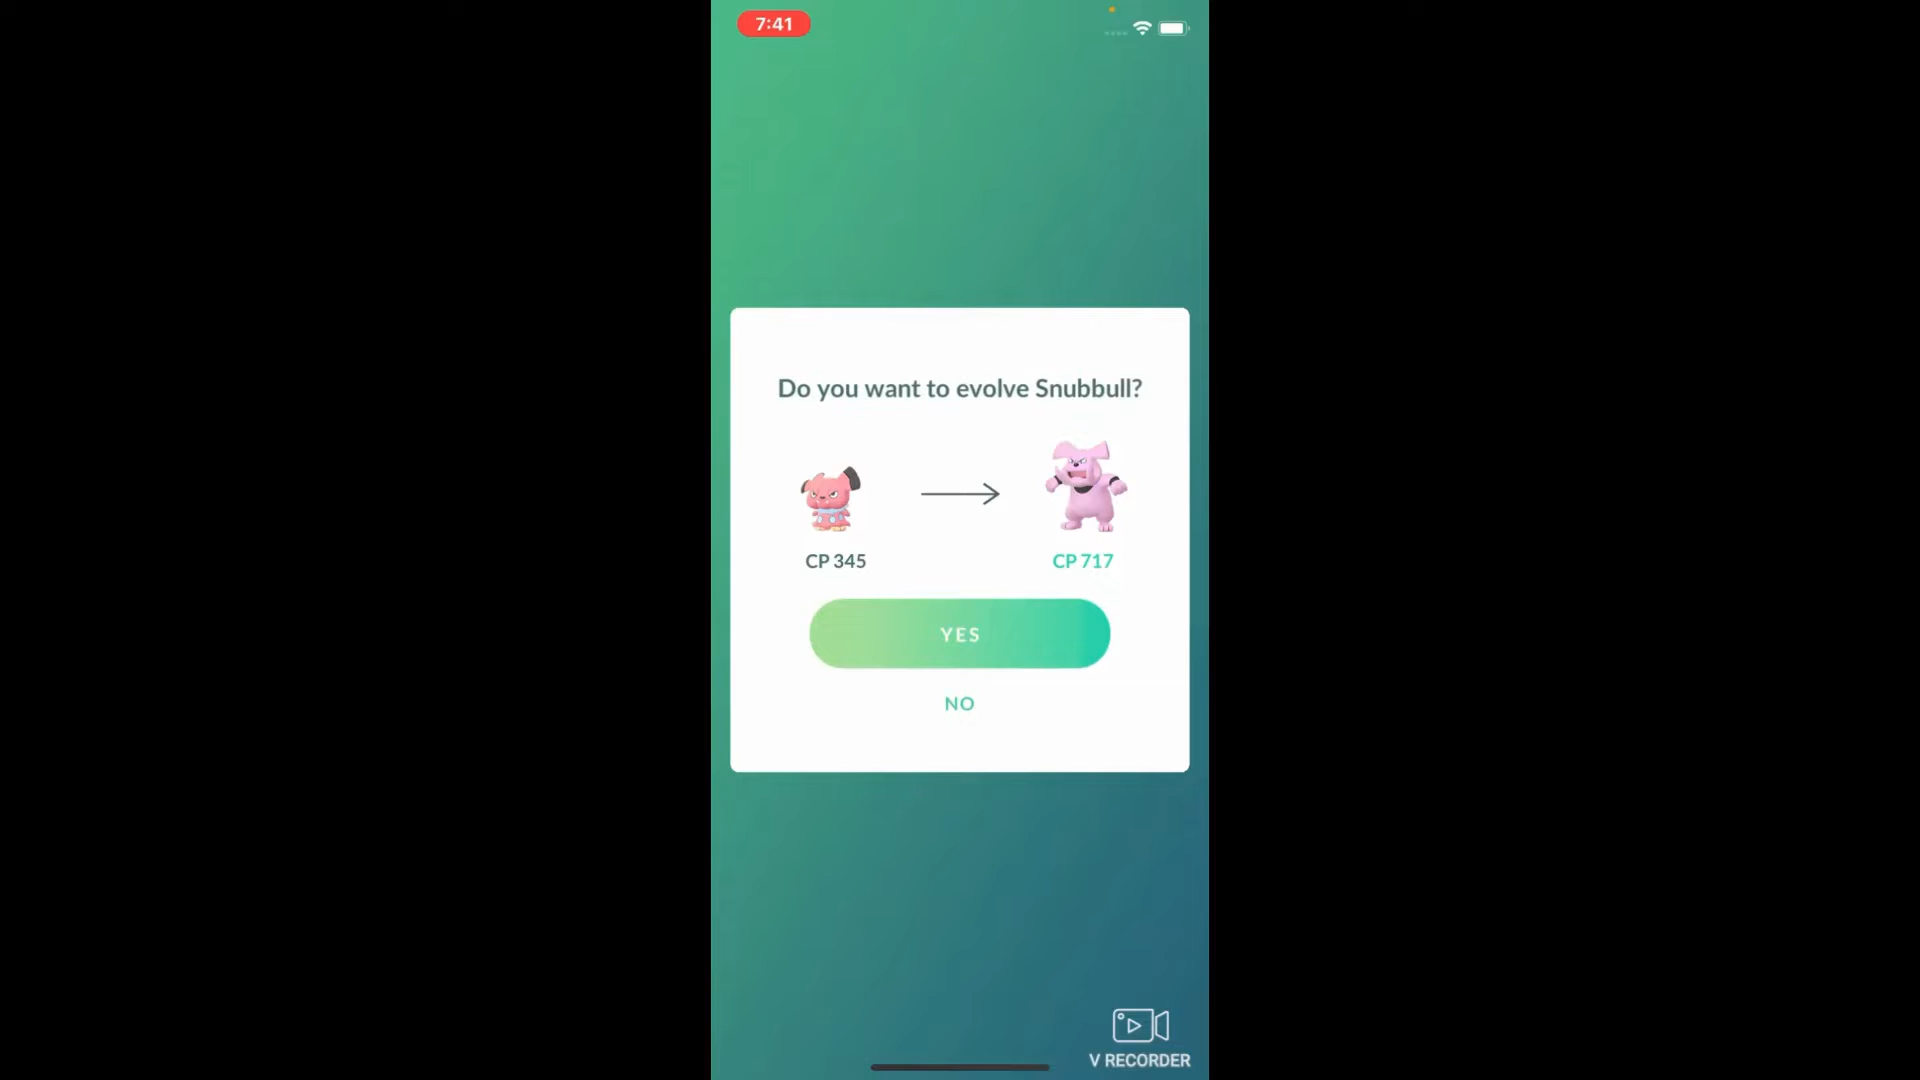 7:41
Do you want to evolve Snubbull?
CP 345
CP 717
YES
NO
V RECORDER